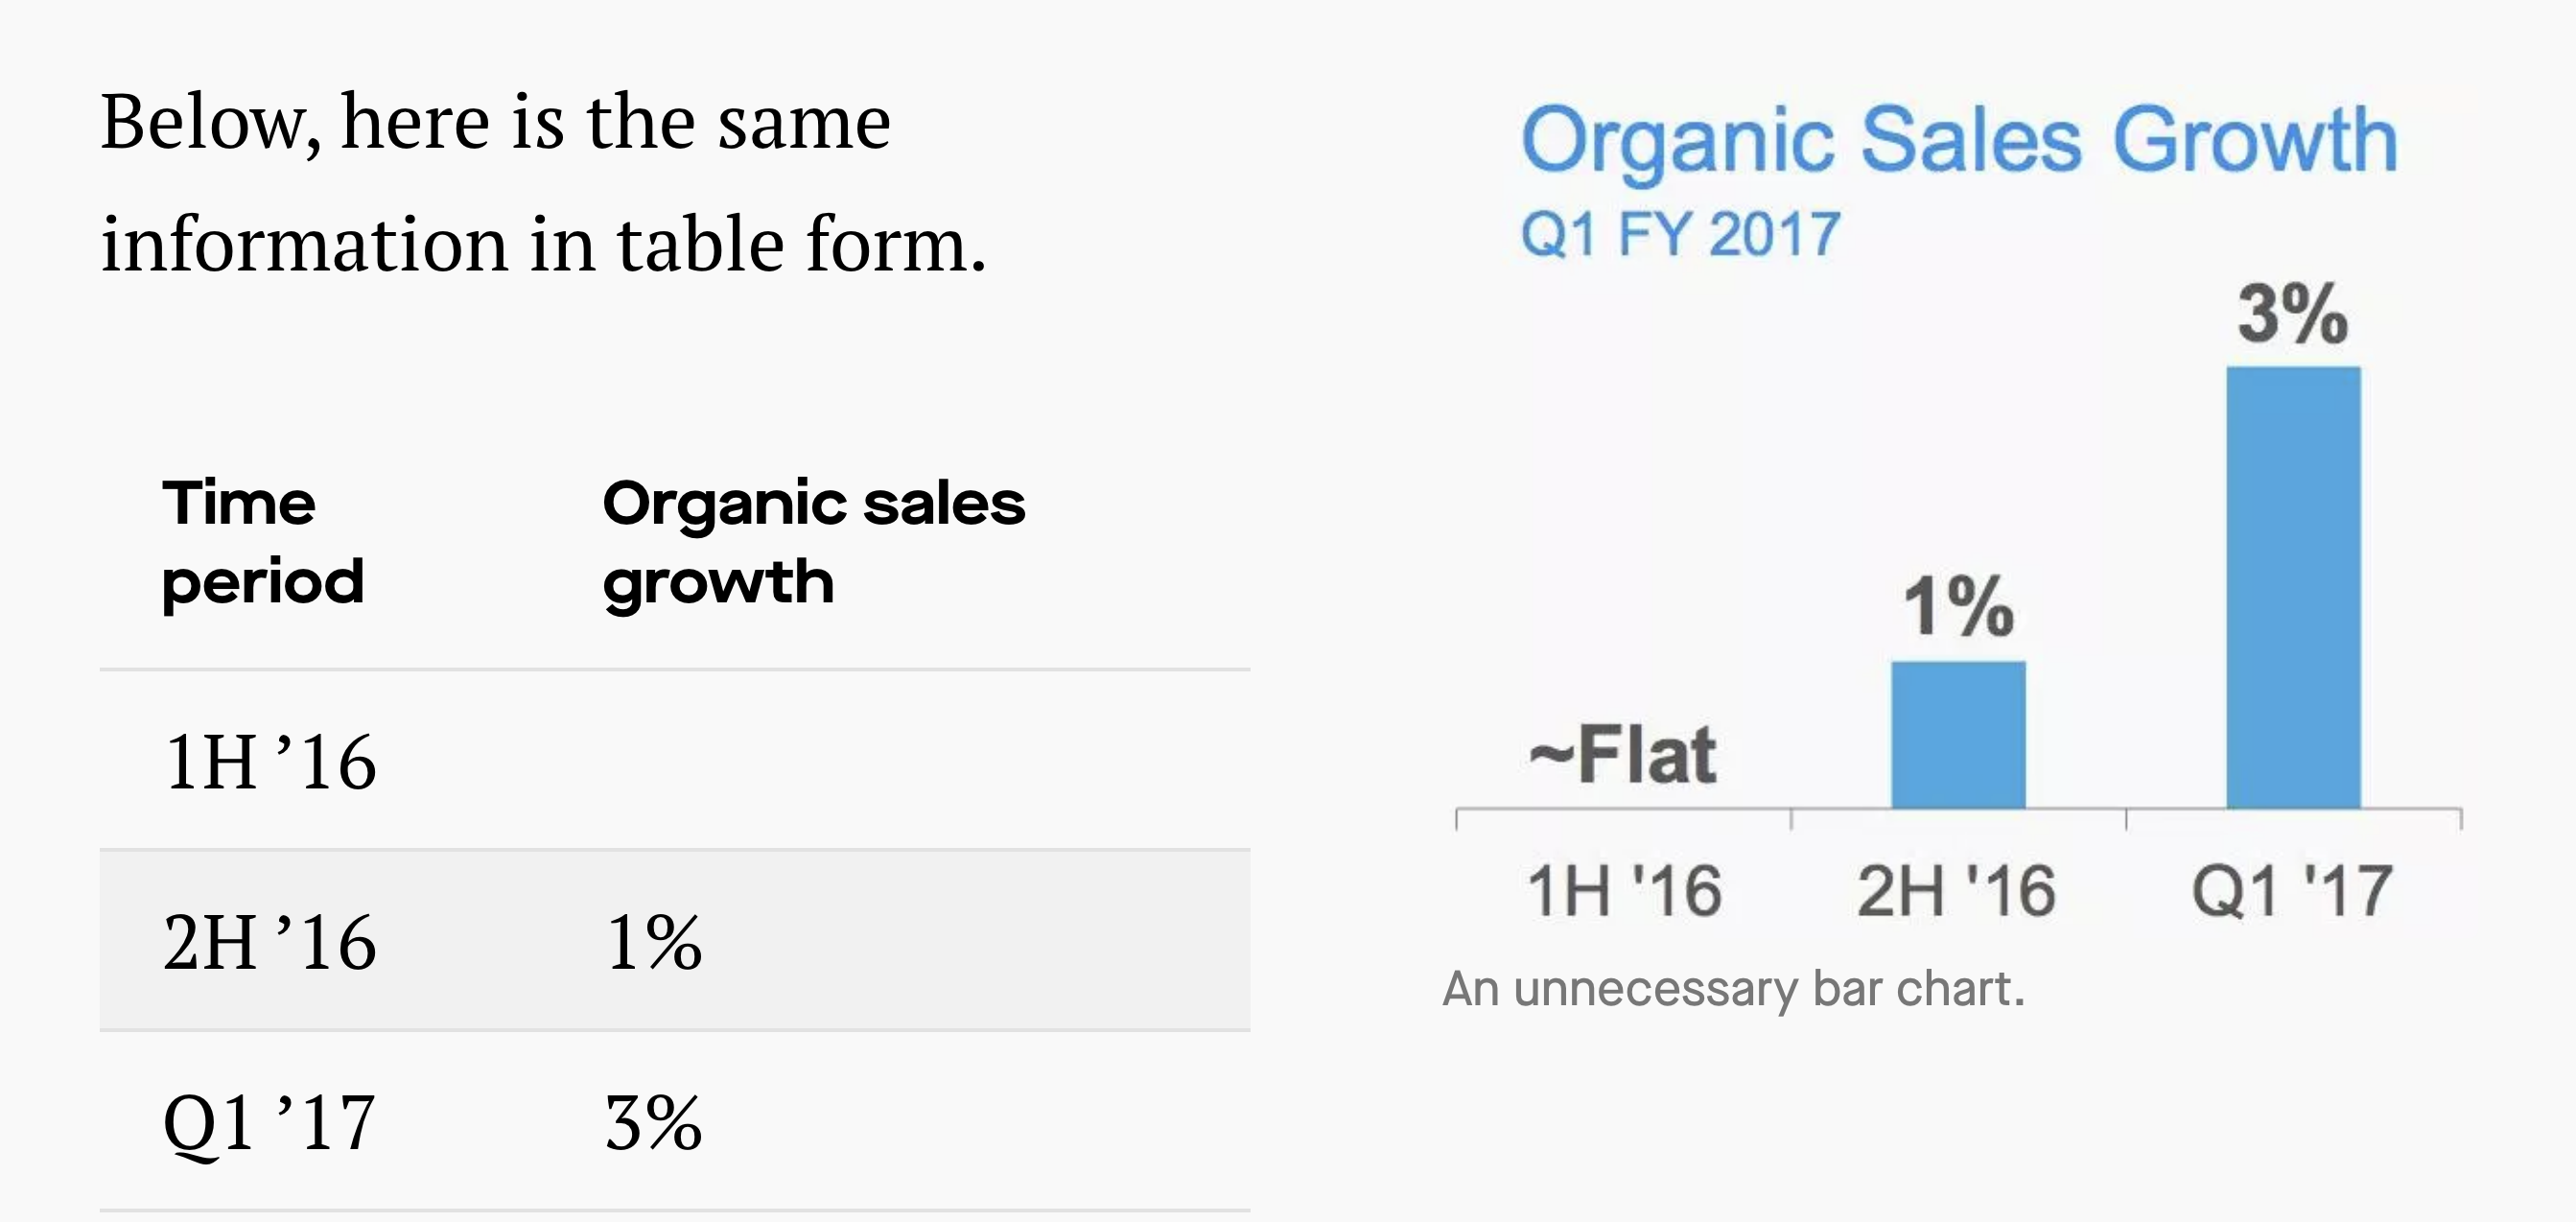 Below, here is the same
information in table form.
Time period
Organic sales growth
1H ’16
2H ’16 1%
Q1 ’17 3%
Organic Sales Growth
Q1 FY 2017
3%
1%
~Flat
1H '16 2H '16 Q1 '17
An unnecessary bar chart.